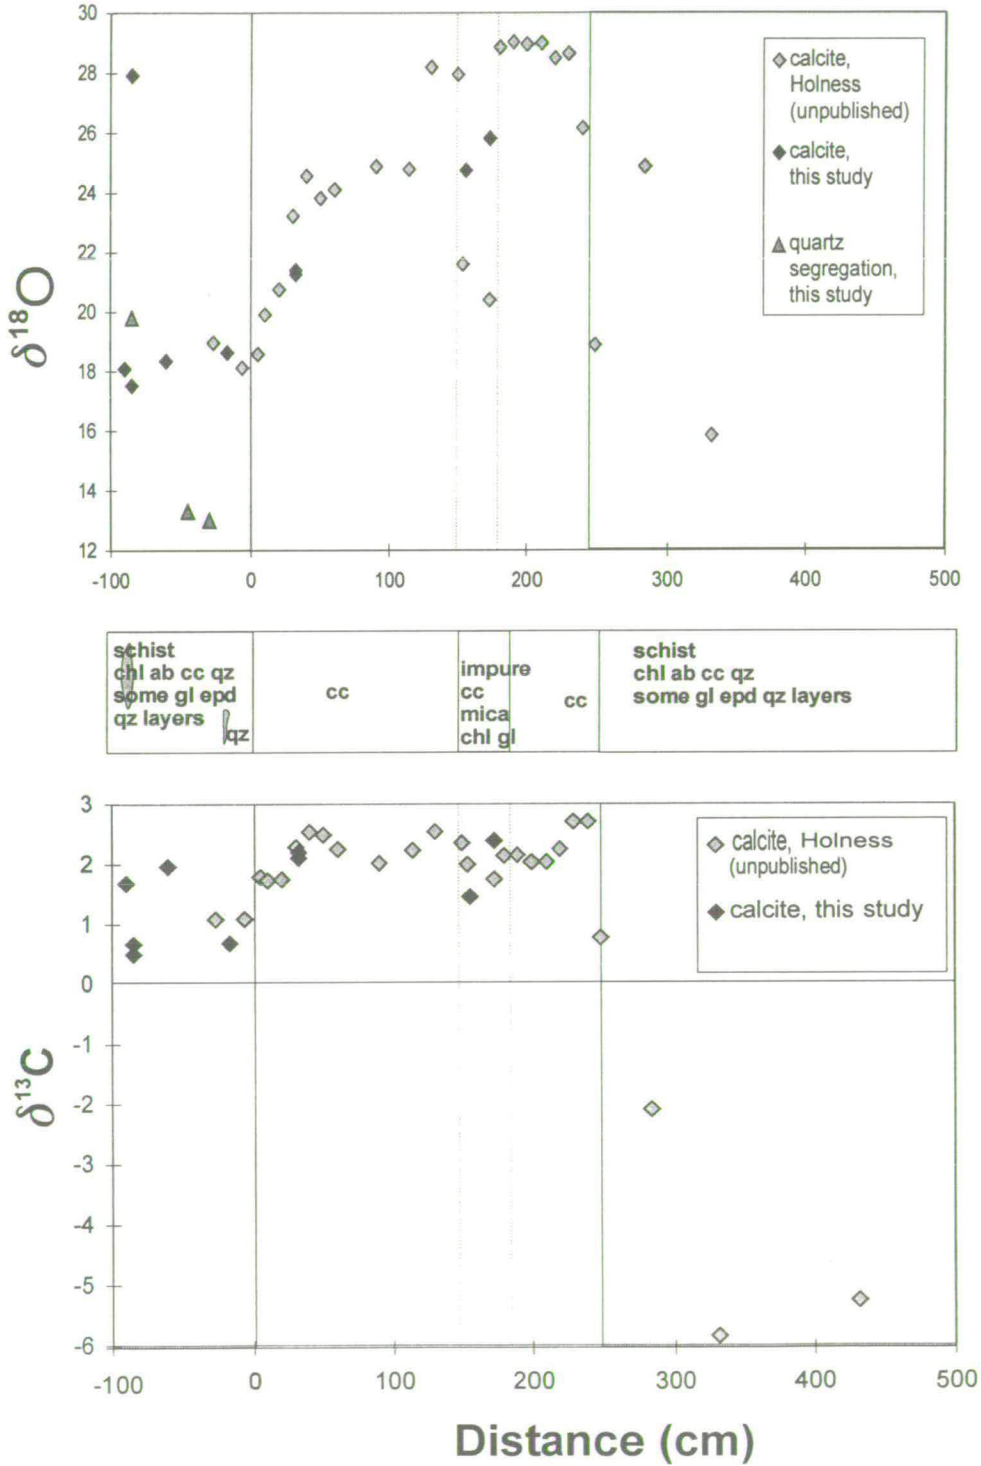 30
28
26
24
22
20
18
16
14
12
δ18O
-100 0 100 200 300 400 500
calcite,
Holness
(unpublished)
calcite,
this study
quartz
segregation,
this study
schist
chl ab cc qz
some gl epd
qz layers
qz
cc
impure
cc
mica
chl gl
cc
schist
chl ab cc qz
some gl epd qz layers
3
2
1
0
-1
-2
-3
-4
-5
-6
δ13C
calcite, Holness
(unpublished)
calcite, this study
-100 0 100 200 300 400 500
Distance (cm)